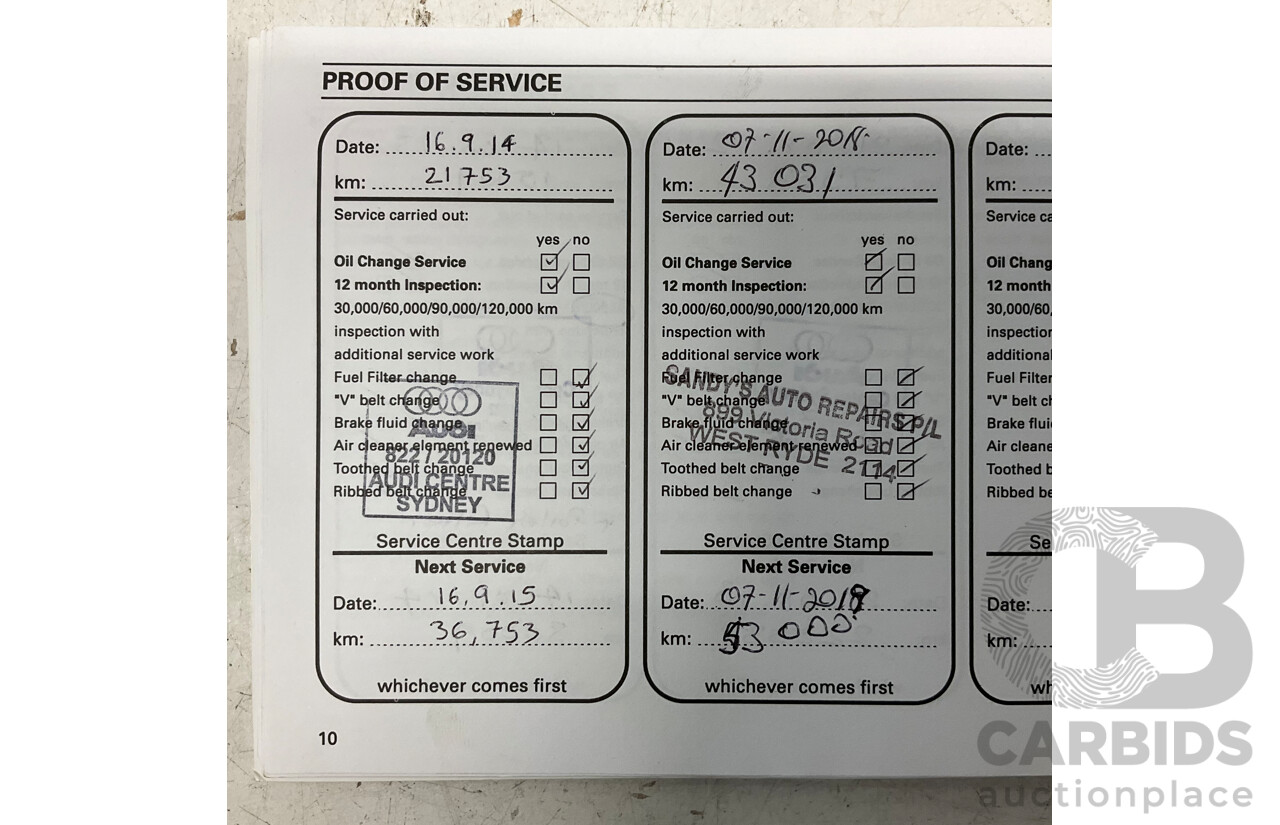 PROOF OF SERVICE
Date: 16.9.14
km: 21753
Service carried out:
yes no
Oil Change Service
12 month Inspection:
30,000/60,000/90,000/120,000 km
inspection with
additional service work
Fuel Filter change
"V" belt change
Brake fluid change
Air cleaner element renewed
Toothed belt change
Ribbed belt change
AUDI
822 / 20120
AUDI CENTRE
SYDNEY
Service Centre Stamp
Next Service
Date: 16.9.15
km: 36,753
whichever comes first
Date: 07-11-2018
km: 43 031
Service carried out:
yes no
Oil Change Service
12 month Inspection:
30,000/60,000/90,000/120,000 km
inspection with
additional service work
Fuel Filter change
"V" belt change
Brake fluid change
Air cleaner element renewed
Toothed belt change
Ribbed belt change
SANDY'S AUTO REPAIRS P/L
899 Victoria Road
WEST RYDE 2114
Service Centre Stamp
Next Service
Date: 07-11-2019
km: 53 000
whichever comes first
Date:
km:
Service ca
Oil Chang
12 month
30,000/60,
inspection
additional
Fuel Filter
"V" belt c
Brake flui
Air cleane
Toothed b
Ribbed be
Se
Date:
km:
wh
10
CB
CARBIDS
auctionplace